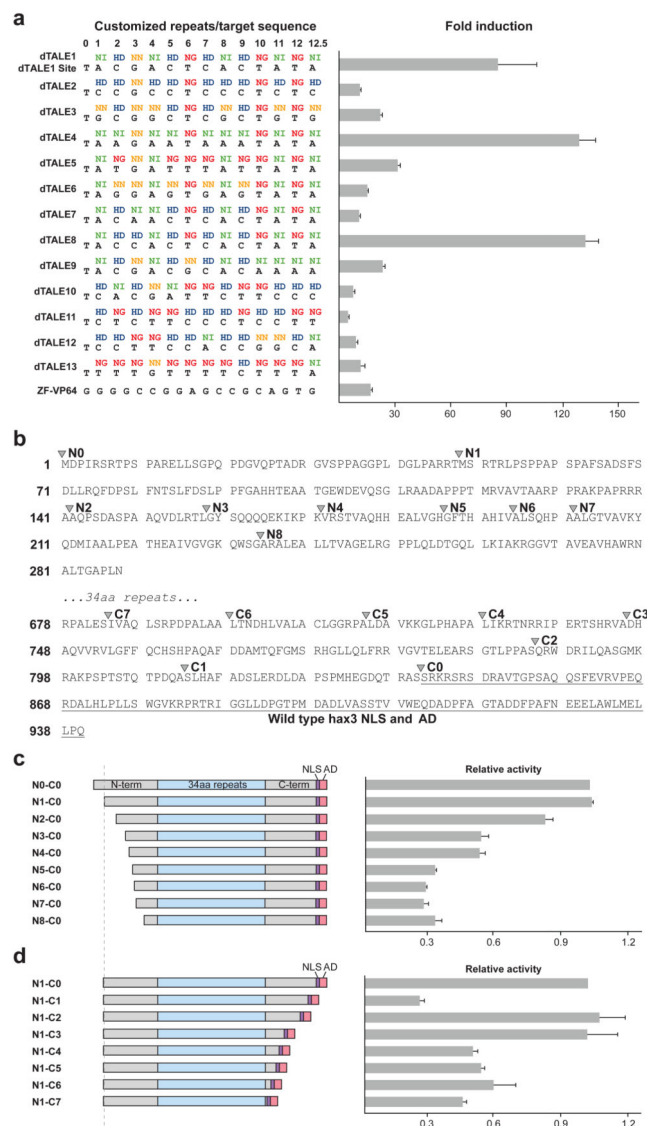 a
Customized repeats/target sequence
Fold induction
0 1 2 3 4 5 6 7 8 9 10 11 12 12.5
dTALE1 NI HD NN NI HD NG HD NI HD NG NI NG NI
dTALE1 Site T A C G A C T C A C T A T A
dTALE2 HD HD NN HD HD NG HD HD HD NG HD NG HD
T C C G C C T C C C T C T C
dTALE3 NN HD NN NN HD NG HD NN HD NG NN NG NN
T G C G G C T C G C T G T G
dTALE4 NI NI NN NI NI NG NI NI NI NG NI NG NI
T A A G A A T A A A T A T A
dTALE5 NI NG NN NI NG NG NG NI NG NG NI NG NI
T A T G A T T T A T T A T A
dTALE6 NI NN NN NI NN NG NN NI NN NG NI NG NI
T A G G A G T G A G T A T A
dTALE7 NI HD NI NI HD NG HD NI HD NG NI NG NI
T A C A A C T C A C T A T A
dTALE8 NI HD HD NI HD NG HD NI HD NG NI NG NI
T A C C A C T C A C T A T A
dTALE9 NI HD NN NI HD NN HD NI HD NI NI NI NI
T A C G A C G C A C A A A A
dTALE10 HD NI HD NN NI NG NG HD NG NG HD HD HD
T C A C G A T T C T T C C C
dTALE11 HD NG HD NG NG HD HD HD NG HD HD NG NG
T C T C T T C C C T C C T T
dTALE12 HD HD NG NG HD HD NI HD HD NN NN HD NI
T C C T T C C A C C G G C A
dTALE13 NG NG NG NN NG NG NG NG HD NG NG NG NI
T T T T G T T T T C T T T A
ZF-VP64 G G G G C C G G A G C C G C A G T G
30 60 90 120 150
b
N0 N1
1 MDPIRSRTPS PARELLSGPQ PDGVQPTADR GVSPPAGGPL DGLPARRTMS RTRLPSPPAP SPAFSADSFS
71 DLLRQFDPSL FNTSLFDSLP PFGAHHTEAA TGEWDEVQSG LRAADAPPPT MRVAVTAARP PRAKPAPRRR
N2 N3 N4 N5 N6 N7
141 AAQPSDASPA AQVDLRTLGY SQQQQEKIKP KVRSTVAQHH EALVGHGFTH AHIVALSQHP AALGTVAVKY
N8
211 QDMIAALPEA THEAIVGVGK QWSGARALEA LLTVAGELRG PPLQLDTGQL LKIAKRGGVT AVEAVHAWRN
281 ALTGAPLN
...34aa repeats...
C7 C6 C5 C4 C3
678 RPALESIVAQ LSRPDPALAA LTNDHLVALA CLGGRPALDA VKKGLPHAPA LIKRTNRRIP ERTSHRVADH
C2
748 AQVVRVLGFF QCHSHPAQAF DDAMTQFGMS RHGLLQLFRR VGVTELEARS GTLPPASQRW DRILQASGMK
C1 C0
798 RAKPSPTSTQ TPDQASLHAF ADSLERDLDA PSPMHEGDQT RASSRKRSRS DRAVTGPSAQ QSFEVRVPEQ
868 RDALHLPLLS WGVKRPRTRI GGLLDPGTPM DADLVASSTV VWEQDADPFA GTADDFPAFN EEELAWLMEL
Wild type hax3 NLS and AD
938 LPQ
c
NLS AD
Relative activity
N0-C0 N-term 34aa repeats C-term
N1-C0
N2-C0
N3-C0
N4-C0
N5-C0
N6-C0
N7-C0
N8-C0
0.3 0.6 0.9 1.2
d
NLS AD
Relative activity
N1-C0
N1-C1
N1-C2
N1-C3
N1-C4
N1-C5
N1-C6
N1-C7
0.3 0.6 0.9 1.2